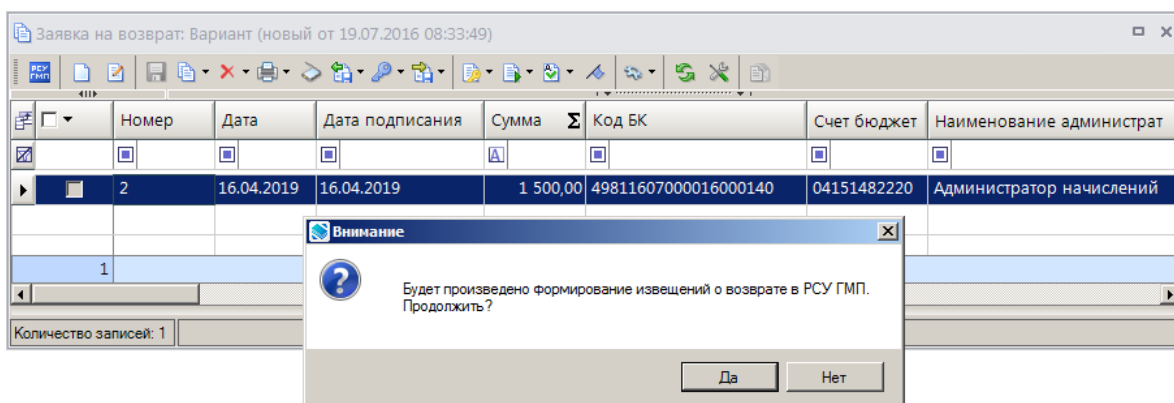 Заявка на возврат: Вариант (новый от 19.07.2016 08:33:49)
РСУ ГМП
Номер Дата Дата подписания Сумма Σ Код БК Счет бюджет Наименование администрат
2 16.04.2019 16.04.2019 1 500,00 49811607000016000140 04151482220 Администратор начислений
Внимание
Будет произведено формирование извещений о возврате в РСУ ГМП.
Продолжить?
1
Количество записей: 1
Да Нет